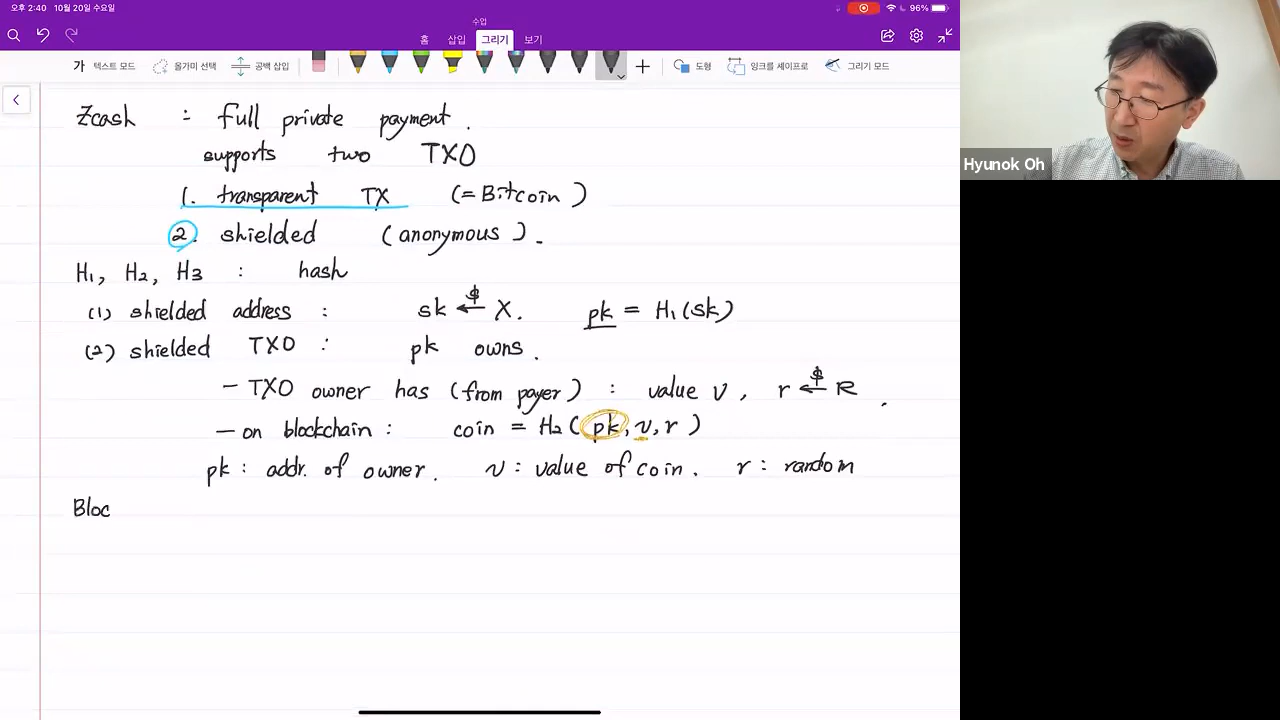 오후 2:40 10월 20일 수요일
96%
수업
홈 삽입 그리기 보기
가 텍스트 모드 올가미 선택 공백 삽입 도형 잉크를 셰이프로 그리기 모드
Zcash : full private payment.
supports two TXO
1. transparent TX (= Bitcoin)
2. shielded (anonymous).
H₁, H₂, H₃ : hash
(1) shielded address : sk ←$ X. pk = H₁(sk)
(2) shielded TXO : pk owns.
- TXO owner has (from payer) : value v, r ←$ R.
- on blockchain : coin = H₂(pk, v, r)
pk : addr. of owner. v : value of coin. r : random
Bloc
Hyunok Oh